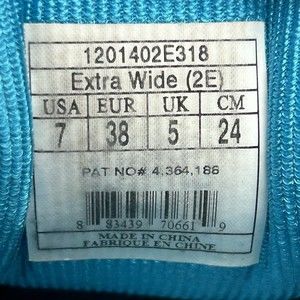 1201402E318
Extra Wide (2E)
USA EUR UK CM
7 38 5 24
PAT NO# 4,364,186
8 83439 70661 9
MADE IN CHINA
FABRIQUE EN CHINE